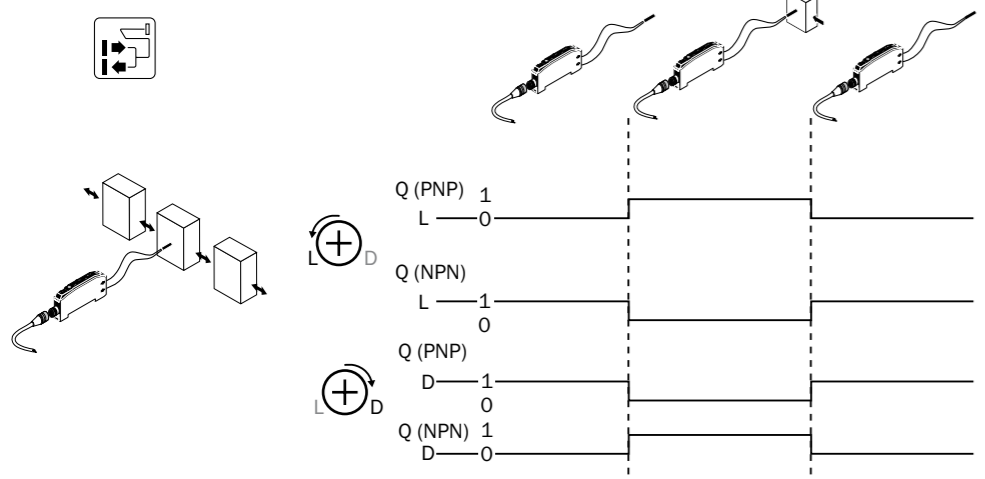 Q (PNP) 1
L 0
L D
Q (NPN)
L 1
0
Q (PNP)
D 1
0
L D
Q (NPN) 1
D 0